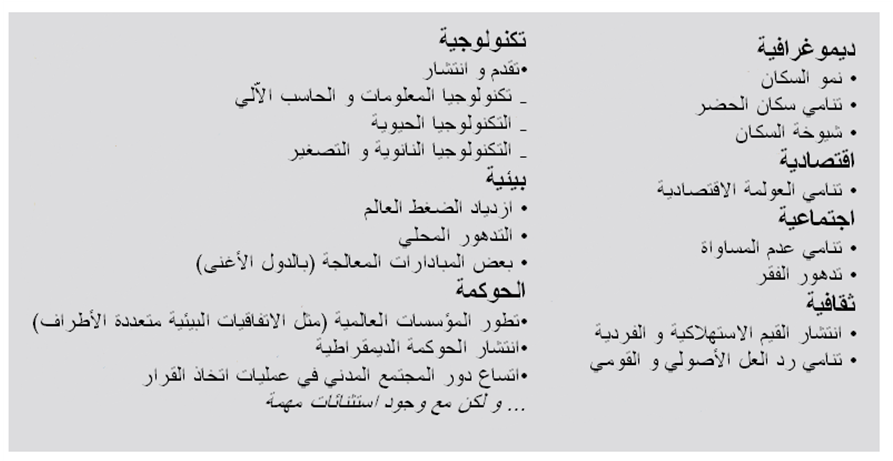 ديموغرافية
• نمو السكان
• تنامي سكان الحضر
• شيوخة السكان
اقتصادية
• تنامي العولمة الاقتصادية
اجتماعية
• تنامي عدم المساواة
• تدهور الفقر
ثقافية
• انتشار القيم الاستهلاكية و الفردية
• تنامي رد العل الأصولي و القومي
تكنولوجية
•تقدم و انتشار
_ تكنولوجيا المعلومات و الحاسب الآلي
_ التكنولوجيا الحيوية
_ التكنولوجيا النانوية و التصغير
بيئية
• ازدياد الضغط العالم
• التدهور المحلي
• بعض المبادارات المعالجة (بالدول الأغنى)
الحوكمة
•تطور المؤسسات العالمية (مثل الاتفاقيات البيئية متعددة الأطراف)
•انتشار الحوكمة الديمقراطية
•اتساع دور المجتمع المدني في عمليات اتخاذ القرار
... و لكن مع وجود استثنائات مهمة